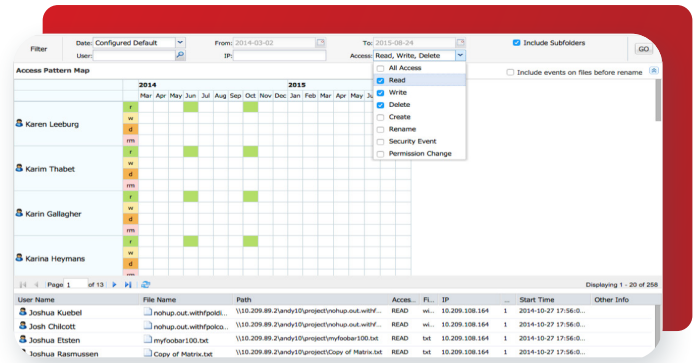 Filter Date: Configured Default From: 2014-03-02 To: 2015-08-24 Include Subfolders GO
User: IP: Access: Read, Write, Delete
Access Pattern Map Include events on files before rename
All Access
Read
Write
Delete
Create
Rename
Security Event
Permission Change
2014 2015
Mar Apr May Jun Jul Aug Sep Oct Nov Dec Jan Feb Mar Apr May
Karen Leeburg
r
w
d
rm
Karim Thabet
r
w
d
rm
Karin Gallagher
r
w
d
rm
Karina Heymans
r
w
d
Page 1 of 13 Displaying 1 - 20 of 258
User Name File Name Path Acces... Fi... IP ... Start Time Other Info
Joshua Kuebel nohup.out.withfpoldi... \\10.209.89.2\andy10\project\nohup.out.withf... READ wi... 10.209.108.164 1 2014-10-27 17:56:0...
Josh Chilcott nohup.out.withfpolco... \\10.209.89.2\andy10\project\nohup.out.withf... READ wi... 10.209.108.164 1 2014-10-27 17:56:0...
Joshua Etsten myfoobar100.txt \\10.209.89.2\andy10\project\myfoobar100.txt READ txt 10.209.108.164 1 2014-10-27 17:56:0...
Joshua Rasmussen Copy of Matrix.txt \\10.209.89.2\andy10\project\Copy of Matrix.txt READ txt 10.209.108.164 1 2014-10-27 17:56:0...